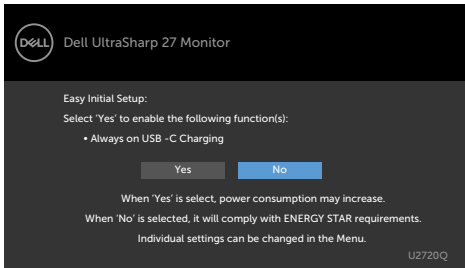 DELL
Dell UltraSharp 27 Monitor
Easy Initial Setup:
Select 'Yes' to enable the following function(s):
• Always on USB -C Charging
Yes
No
When 'Yes' is select, power consumption may increase.
When 'No' is selected, it will comply with ENERGY STAR requirements.
Individual settings can be changed in the Menu.
U2720Q